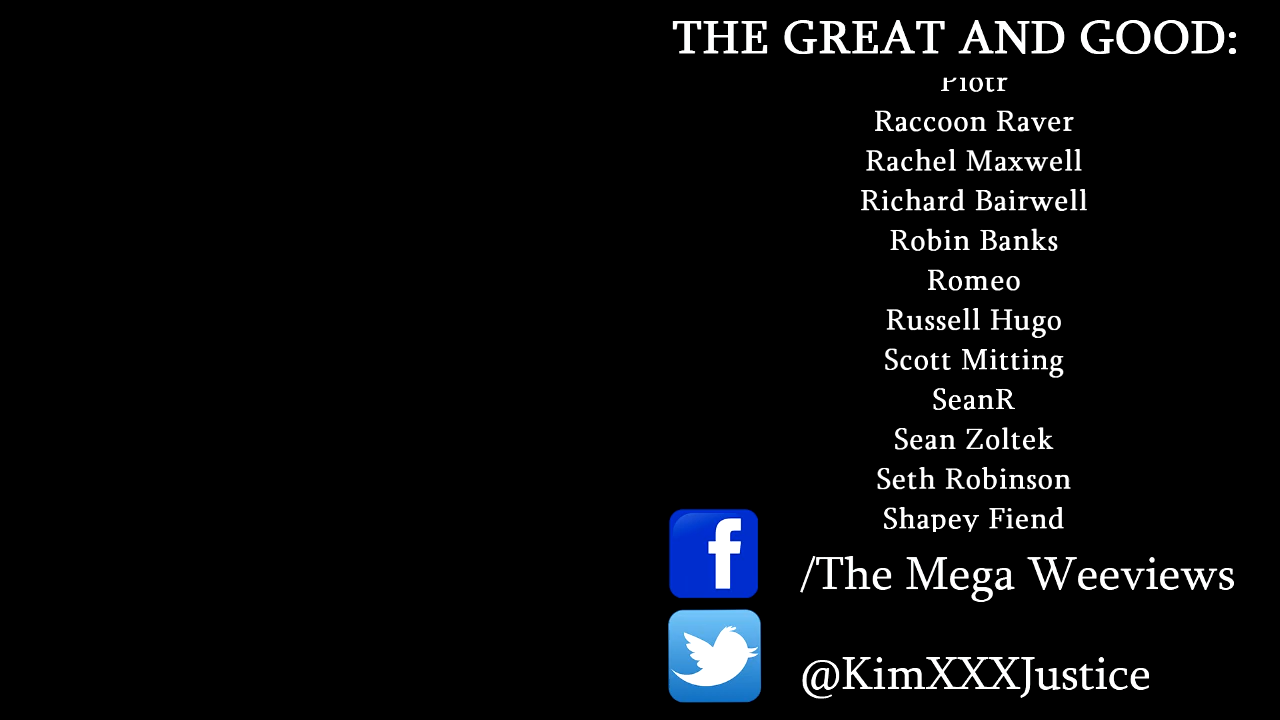 THE GREAT AND GOOD:
Piotr
Raccoon Raver
Rachel Maxwell
Richard Bairwell
Robin Banks
Romeo
Russell Hugo
Scott Mitting
SeanR
Sean Zoltek
Seth Robinson
Shapey Fiend
/The Mega Weeviews
@KimXXXJustice